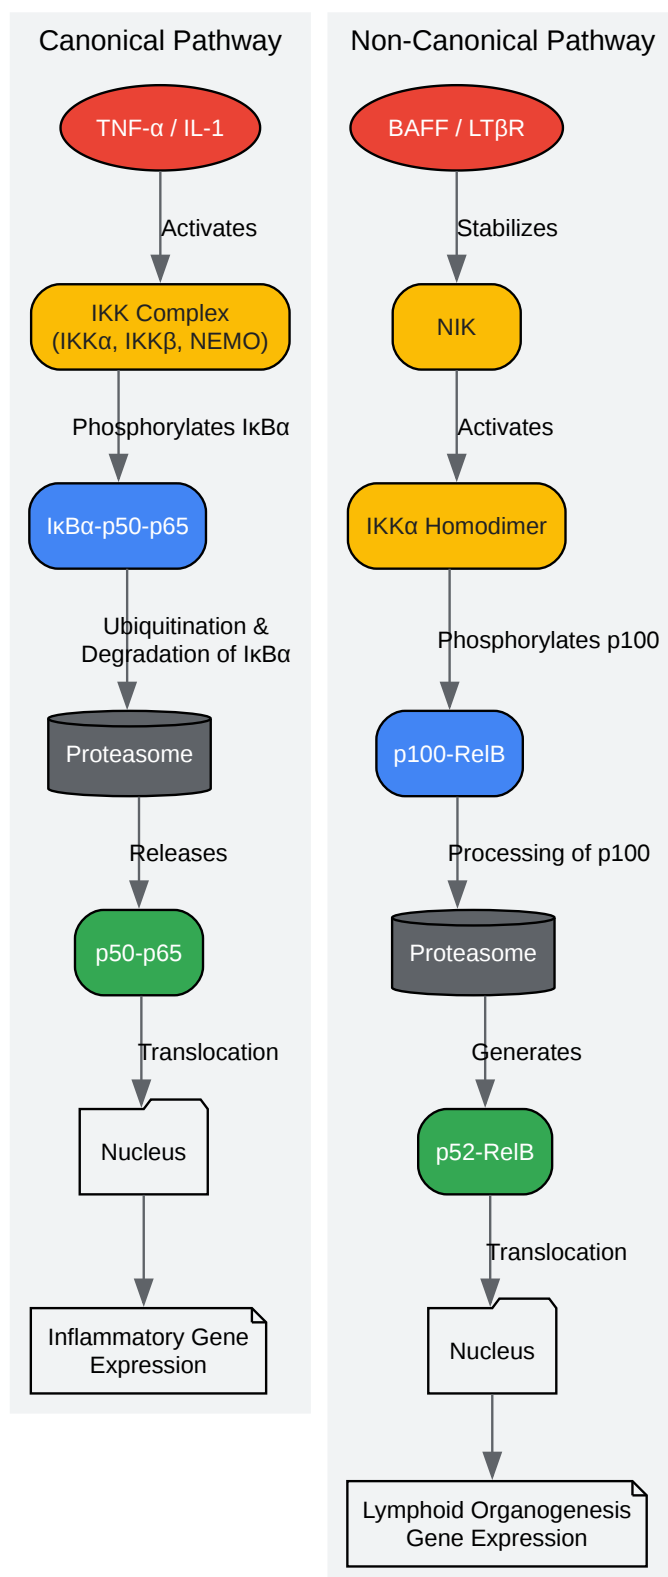 Canonical Pathway
TNF-α / IL-1
Activates
IKK Complex
(IKKα, IKKβ, NEMO)
Phosphorylates IκBα
IκBα-p50-p65
Ubiquitination &
Degradation of IκBα
Proteasome
Releases
p50-p65
Translocation
Nucleus
Inflammatory Gene
Expression
Non-Canonical Pathway
BAFF / LTβR
Stabilizes
NIK
Activates
IKKα Homodimer
Phosphorylates p100
p100-RelB
Processing of p100
Proteasome
Generates
p52-RelB
Translocation
Nucleus
Lymphoid Organogenesis
Gene Expression